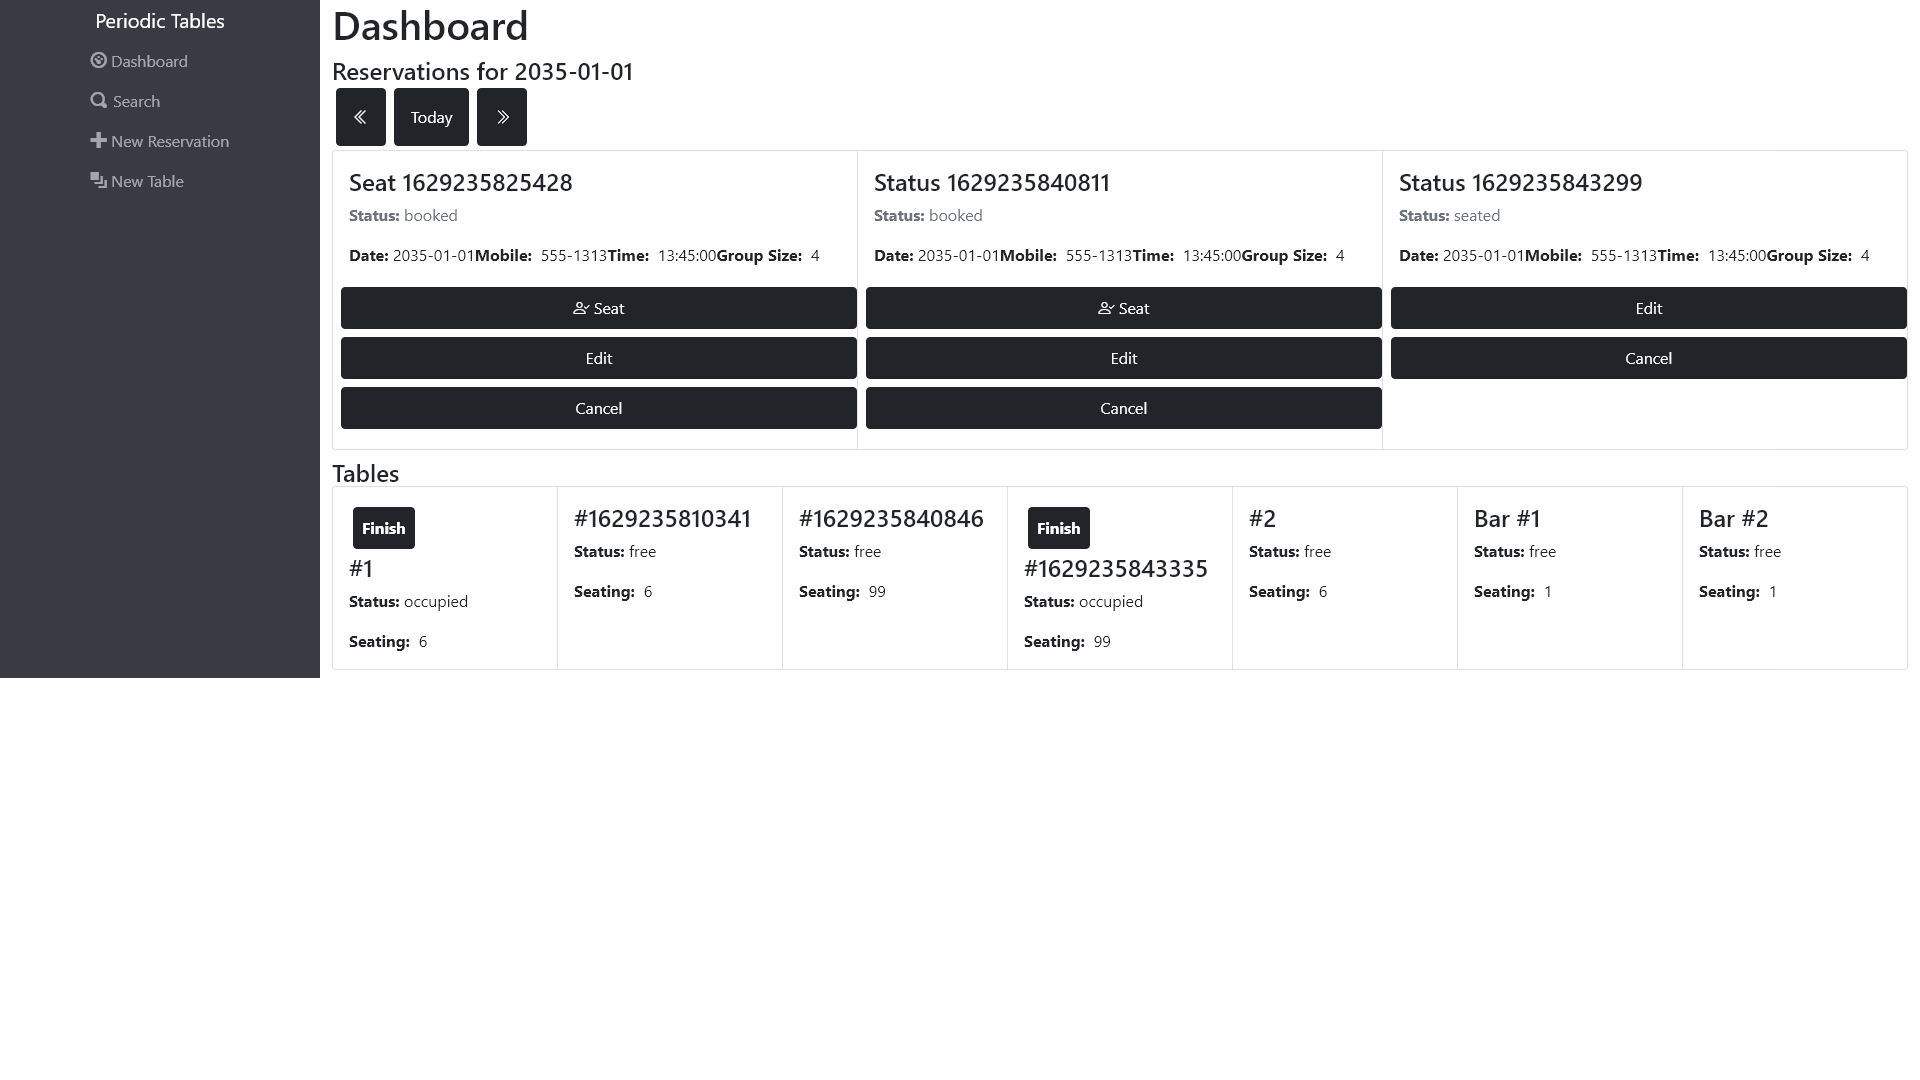 Periodic Tables
Dashboard
Search
New Reservation
New Table
Dashboard
Reservations for 2035-01-01
Today
Seat 1629235825428
Status: booked
Date: 2035-01-01Mobile: 555-1313Time: 13:45:00Group Size: 4
Seat
Edit
Cancel
Status 1629235840811
Status: booked
Date: 2035-01-01Mobile: 555-1313Time: 13:45:00Group Size: 4
Seat
Edit
Cancel
Status 1629235843299
Status: seated
Date: 2035-01-01Mobile: 555-1313Time: 13:45:00Group Size: 4
Edit
Cancel
Tables
Finish
#1
Status: occupied
Seating: 6
#1629235810341
Status: free
Seating: 6
#1629235840846
Status: free
Seating: 99
Finish
#1629235843335
Status: occupied
Seating: 99
#2
Status: free
Seating: 6
Bar #1
Status: free
Seating: 1
Bar #2
Status: free
Seating: 1